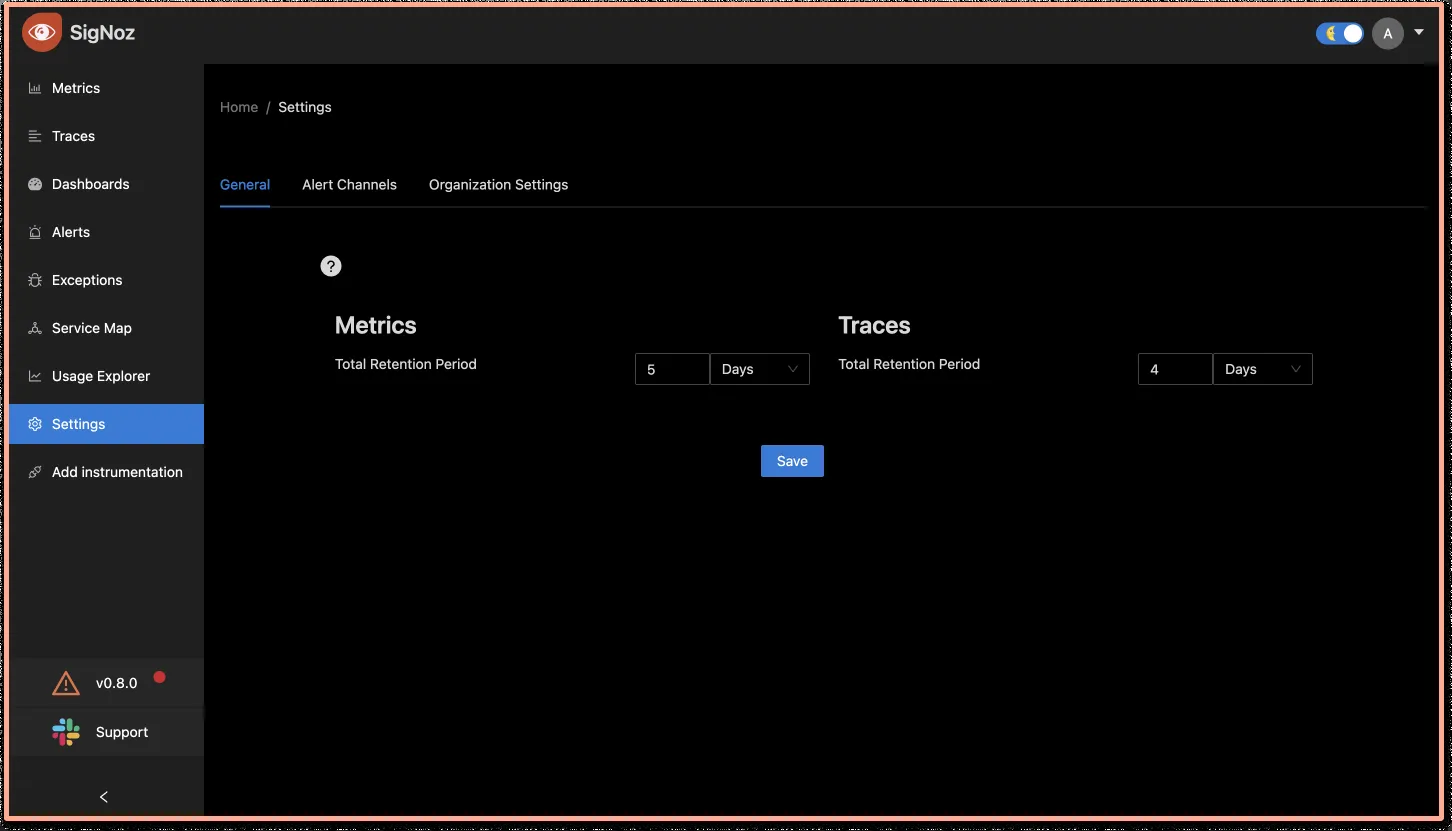 SigNoz
A
Metrics
Traces
Dashboards
Alerts
Exceptions
Service Map
Usage Explorer
Settings
Add instrumentation
v0.8.0
Support
Home / Settings
General Alert Channels Organization Settings
?
Metrics
Total Retention Period 5 Days
Traces
Total Retention Period 4 Days
Save